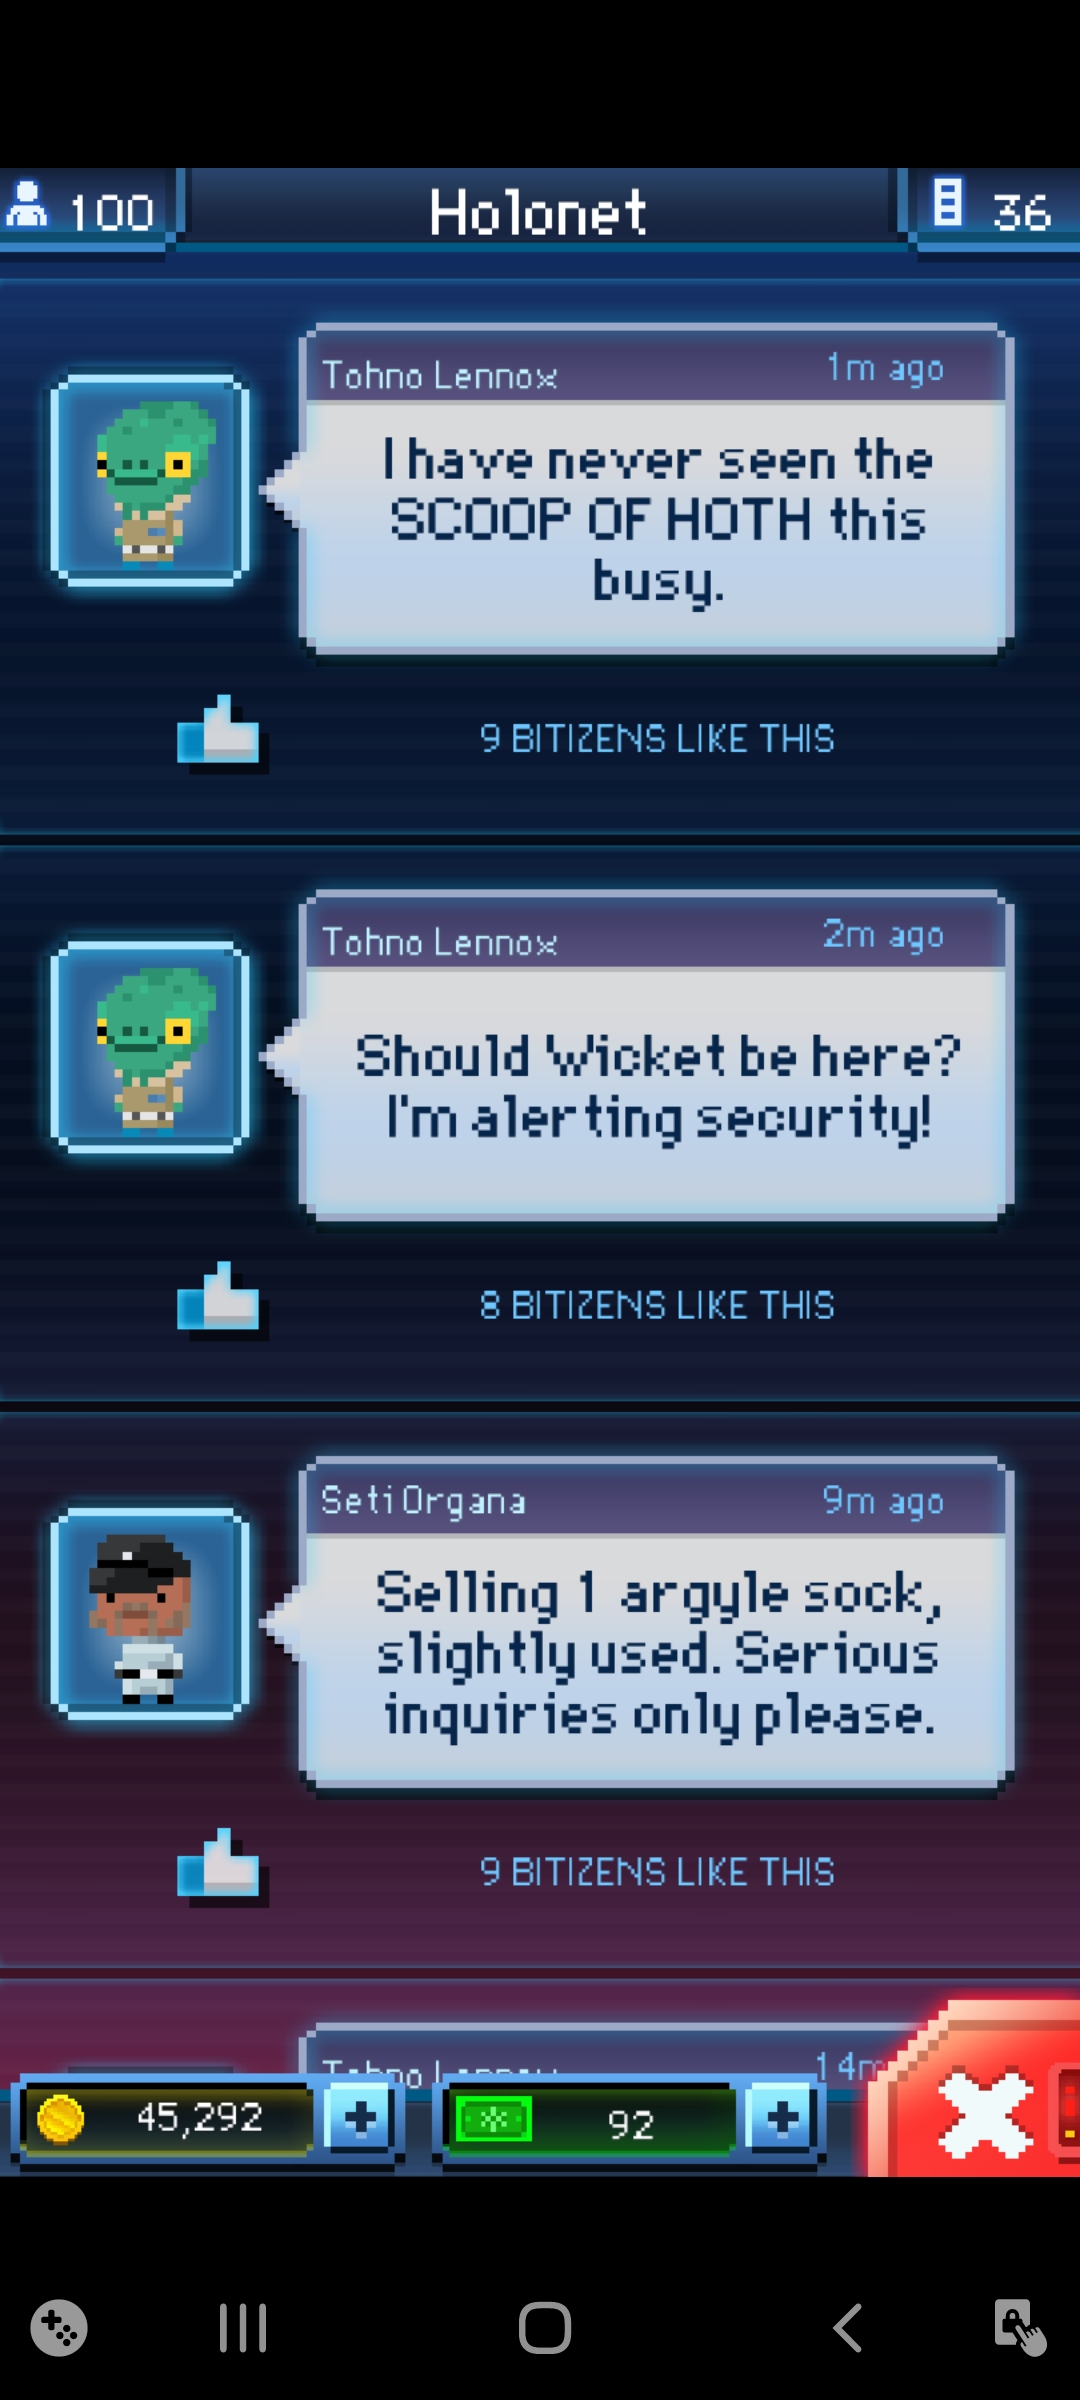 100
Holonet
36
Tohno Lennox
1m ago
I have never seen the
SCOOP OF HOTH this
busy.
9 BITIZENS LIKE THIS
Tohno Lennox
2m ago
Should Wicket be here?
I'm alerting security!
8 BITIZENS LIKE THIS
Seti Organa
9m ago
Selling 1 argyle sock,
slightly used. Serious
inquiries only please.
9 BITIZENS LIKE THIS
Tohno Lennox
14m
45,292
92